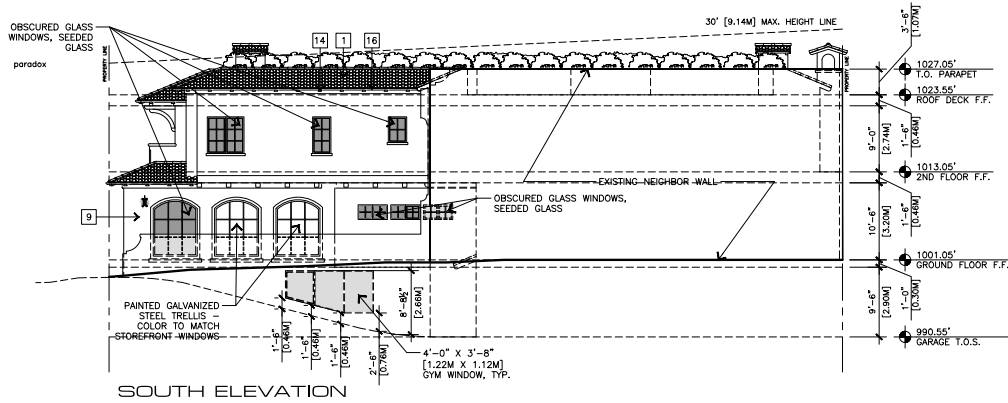 OBSCURED GLASS
WINDOWS, SEEDED
GLASS
paradox
PROPERTY LINE
14
1
16
30' [9.14M] MAX. HEIGHT LINE
PROPERTY LINE
3'-6"
[1.07M]
1027.05'
T.O. PARAPET
1023.55'
ROOF DECK F.F.
9'-0"
[2.74M]
1'-6"
[0.46M]
1013.05'
2ND FLOOR F.F.
EXISTING NEIGHBOR WALL
OBSCURED GLASS WINDOWS,
SEEDED GLASS
9
10'-6"
[3.20M]
1'-6"
[0.46M]
1001.05'
GROUND FLOOR F.F.
9'-6"
[2.90M]
1'-0"
[0.30M]
990.55'
GARAGE T.O.S.
PAINTED GALVANIZED
STEEL TRELLIS –
COLOR TO MATCH
STOREFRONT WINDOWS
8'-8½"
[2.66M]
1'-6"
[0.46M]
1'-6"
[0.46M]
1'-6"
[0.46M]
2'-6"
[0.76M]
4'-0" X 3'-8"
[1.22M X 1.12M]
GYM WINDOW, TYP.
SOUTH ELEVATION